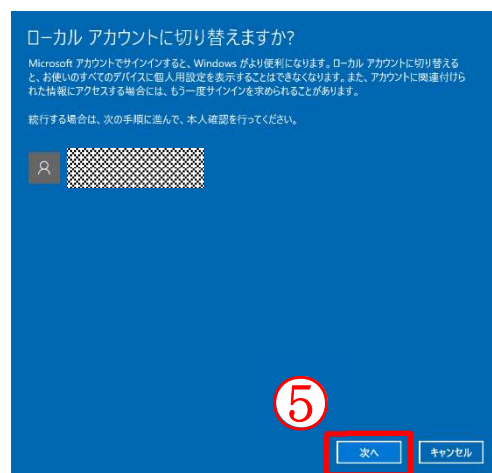 ローカル アカウントに切り替えますか?
Microsoft アカウントでサインインすると、Windows がより便利になります。ローカル アカウントに切り替える
と、お使いのすべてのデバイスに個人用設定を表示することはできなくなります。また、アカウントに関連付けら
れた情報にアクセスする場合には、もう一度サインインを求められることがあります。
続行する場合は、次の手順に進んで、本人確認を行ってください。
⑤
次へ
キャンセル